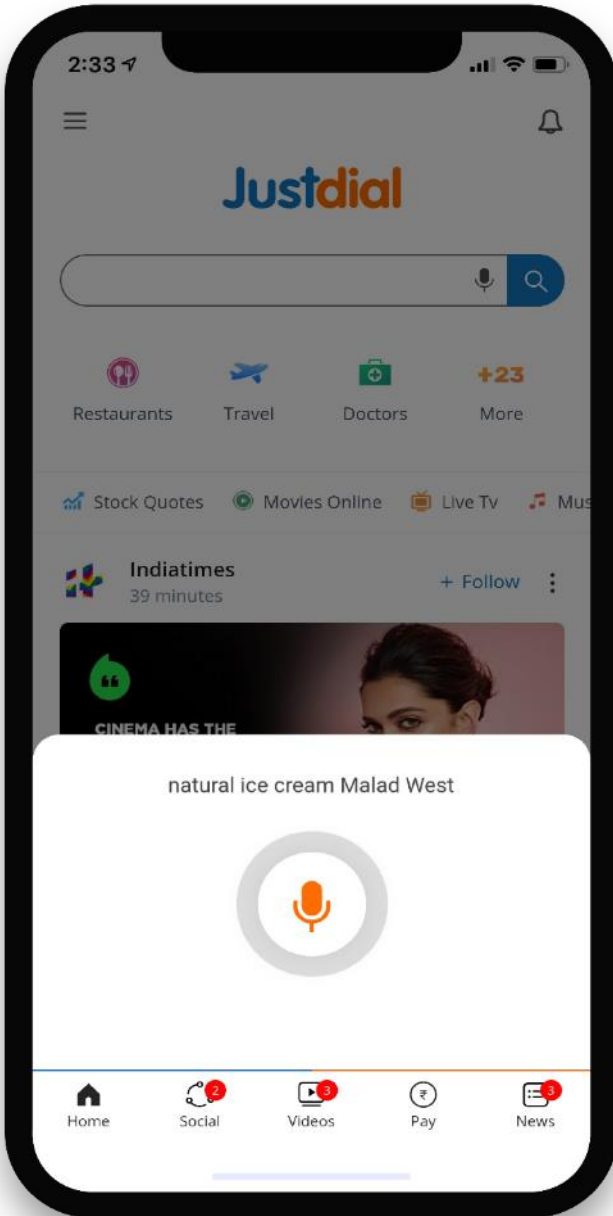 2:33
Justdial
Restaurants Travel Doctors +23 More
Stock Quotes Movies Online Live Tv Mus
Indiatimes
39 minutes
+ Follow
CINEMA HAS THE
natural ice cream Malad West
2 3 3
Home Social Videos Pay News